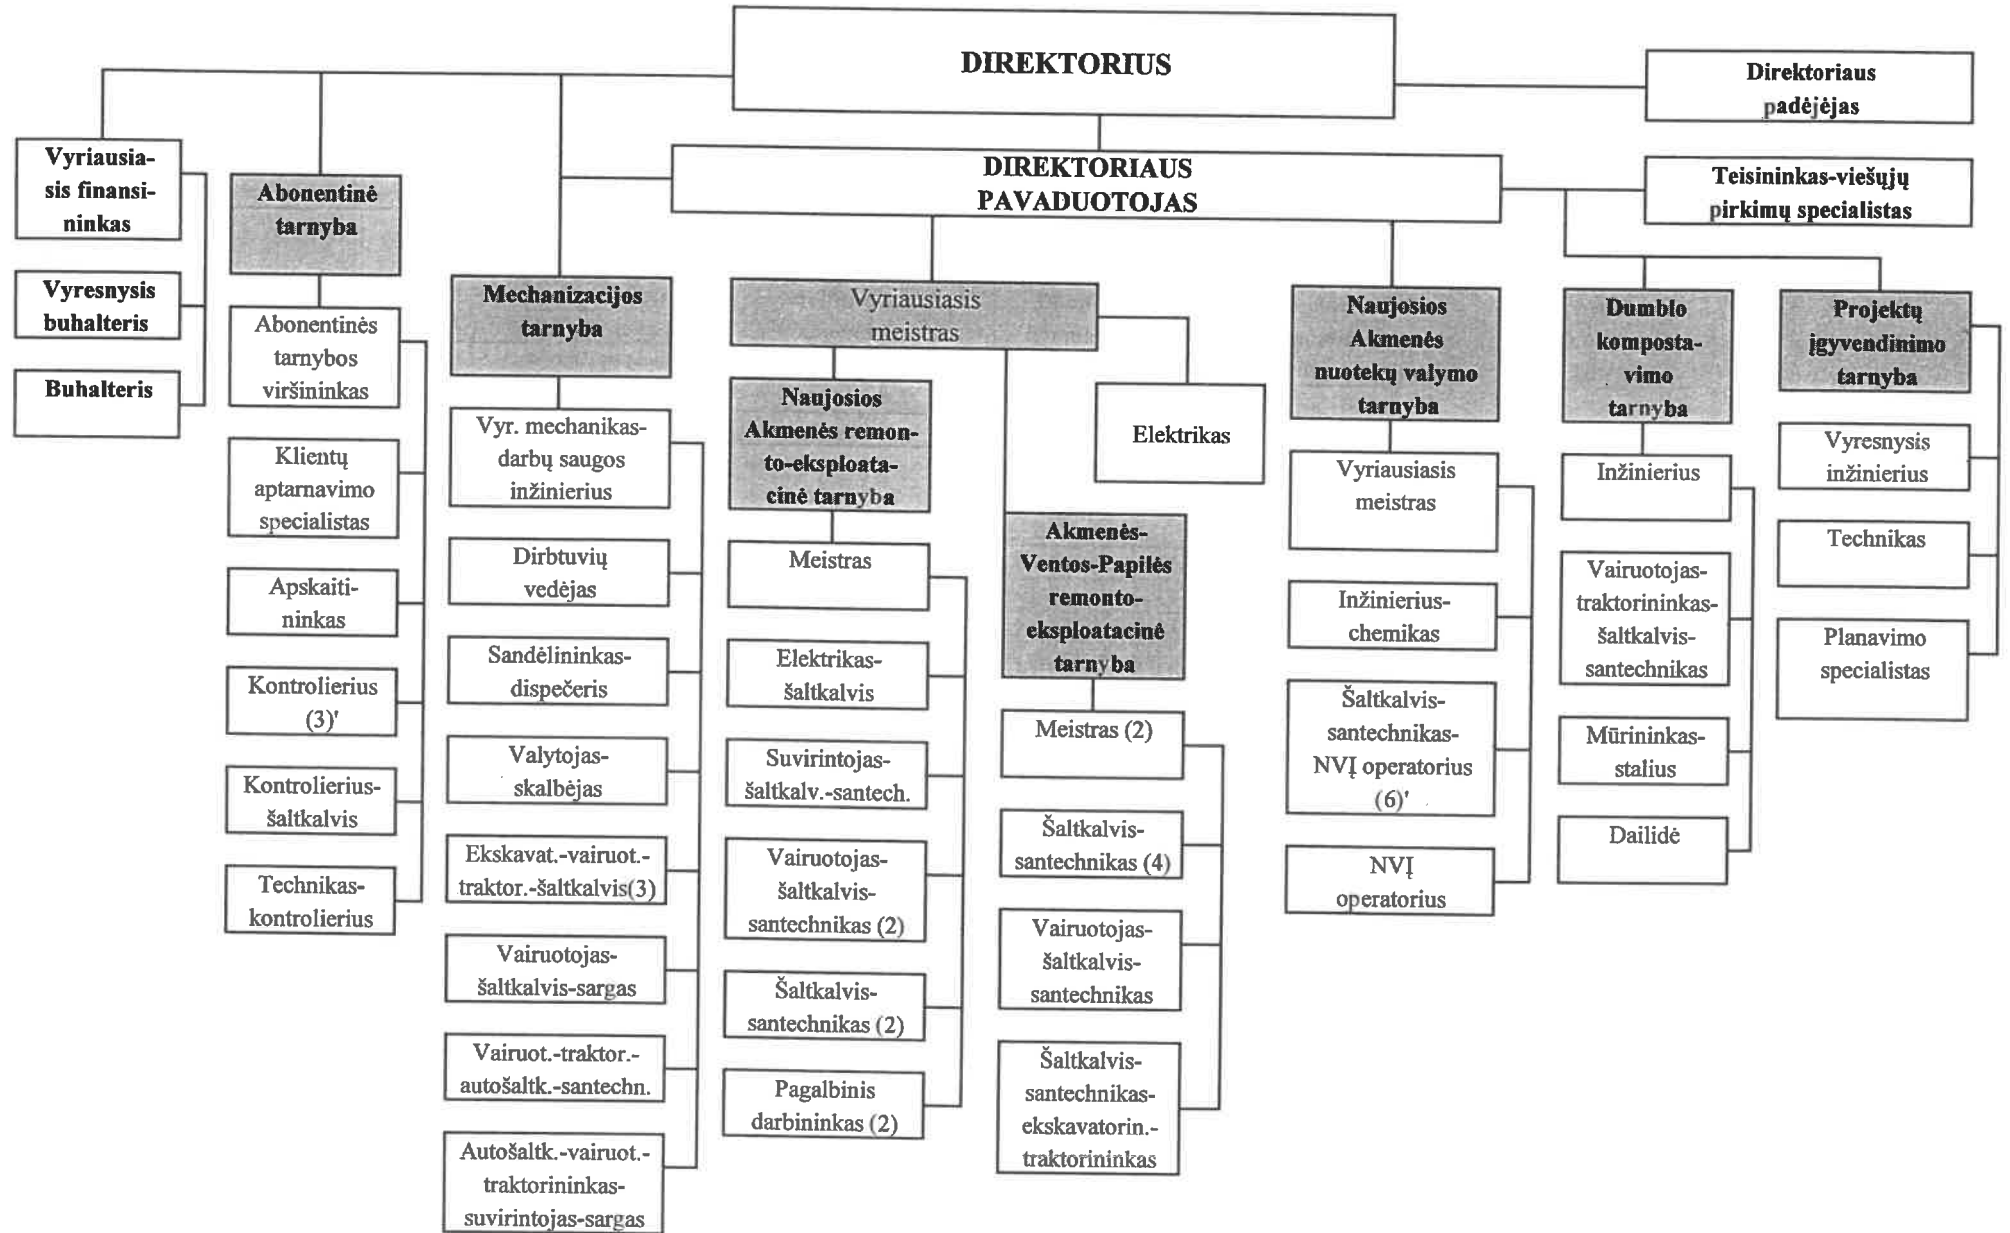 DIREKTORIUS
Direktoriaus
padėjėjas
DIREKTORIAUS
PAVADUOTOJAS
Teisininkas-viešųjų
pirkimų specialistas
Vyriausia-
sis finansi-
ninkas
Vyresnysis
buhalteris
Buhalteris
Abonentinė
tarnyba
Abonentinės
tarnybos
viršininkas
Klientų
aptarnavimo
specialistas
Apskaiti-
ninkas
Kontrolierius
(3)'
Kontrolierius-
šaltkalvis
Technikas-
kontrolierius
Mechanizacijos
tarnyba
Vyr. mechanikas-
darbų saugos
inžinierius
Dirbtuvių
vedėjas
Sandėlininkas-
dispečeris
Valytojas-
skalbėjas
Ekskavat.-vairuot.-
traktor.-šaltkalvis(3)
Vairuotojas-
šaltkalvis-sargas
Vairuot.-traktor.-
autošaltk.-santechn.
Autošaltk.-vairuot.-
traktorininkas-
suvirintojas-sargas
Vyriausiasis
meistras
Naujosios
Akmenės remon-
to-eksploata-
cinė tarnyba
Meistras
Elektrikas-
šaltkalvis
Suvirintojas-
šaltkalv.-santech.
Vairuotojas-
šaltkalvis-
santechnikas (2)
Šaltkalvis-
santechnikas (2)
Pagalbinis
darbininkas (2)
Elektrikas
Akmenės-
Ventos-Papilės
remonto-
eksploatacinė
tarnyba
Meistras (2)
Šaltkalvis-
santechnikas (4)
Vairuotojas-
šaltkalvis-
santechnikas
Šaltkalvis-
santechnikas-
ekskavatorin.-
traktorininkas
Naujosios
Akmenės
nuotekų valymo
tarnyba
Vyriausiasis
meistras
Inžinierius-
chemikas
Šaltkalvis-
santechnikas-
NVĮ operatorius
(6)'
NVĮ
operatorius
Dumblo
komposta-
vimo
tarnyba
Inžinierius
Vairuotojas-
traktorininkas-
šaltkalvis-
santechnikas
Mūrininkas-
stalius
Dailidė
Projektų
įgyvendinimo
tarnyba
Vyresnysis
inžinierius
Technikas
Planavimo
specialistas